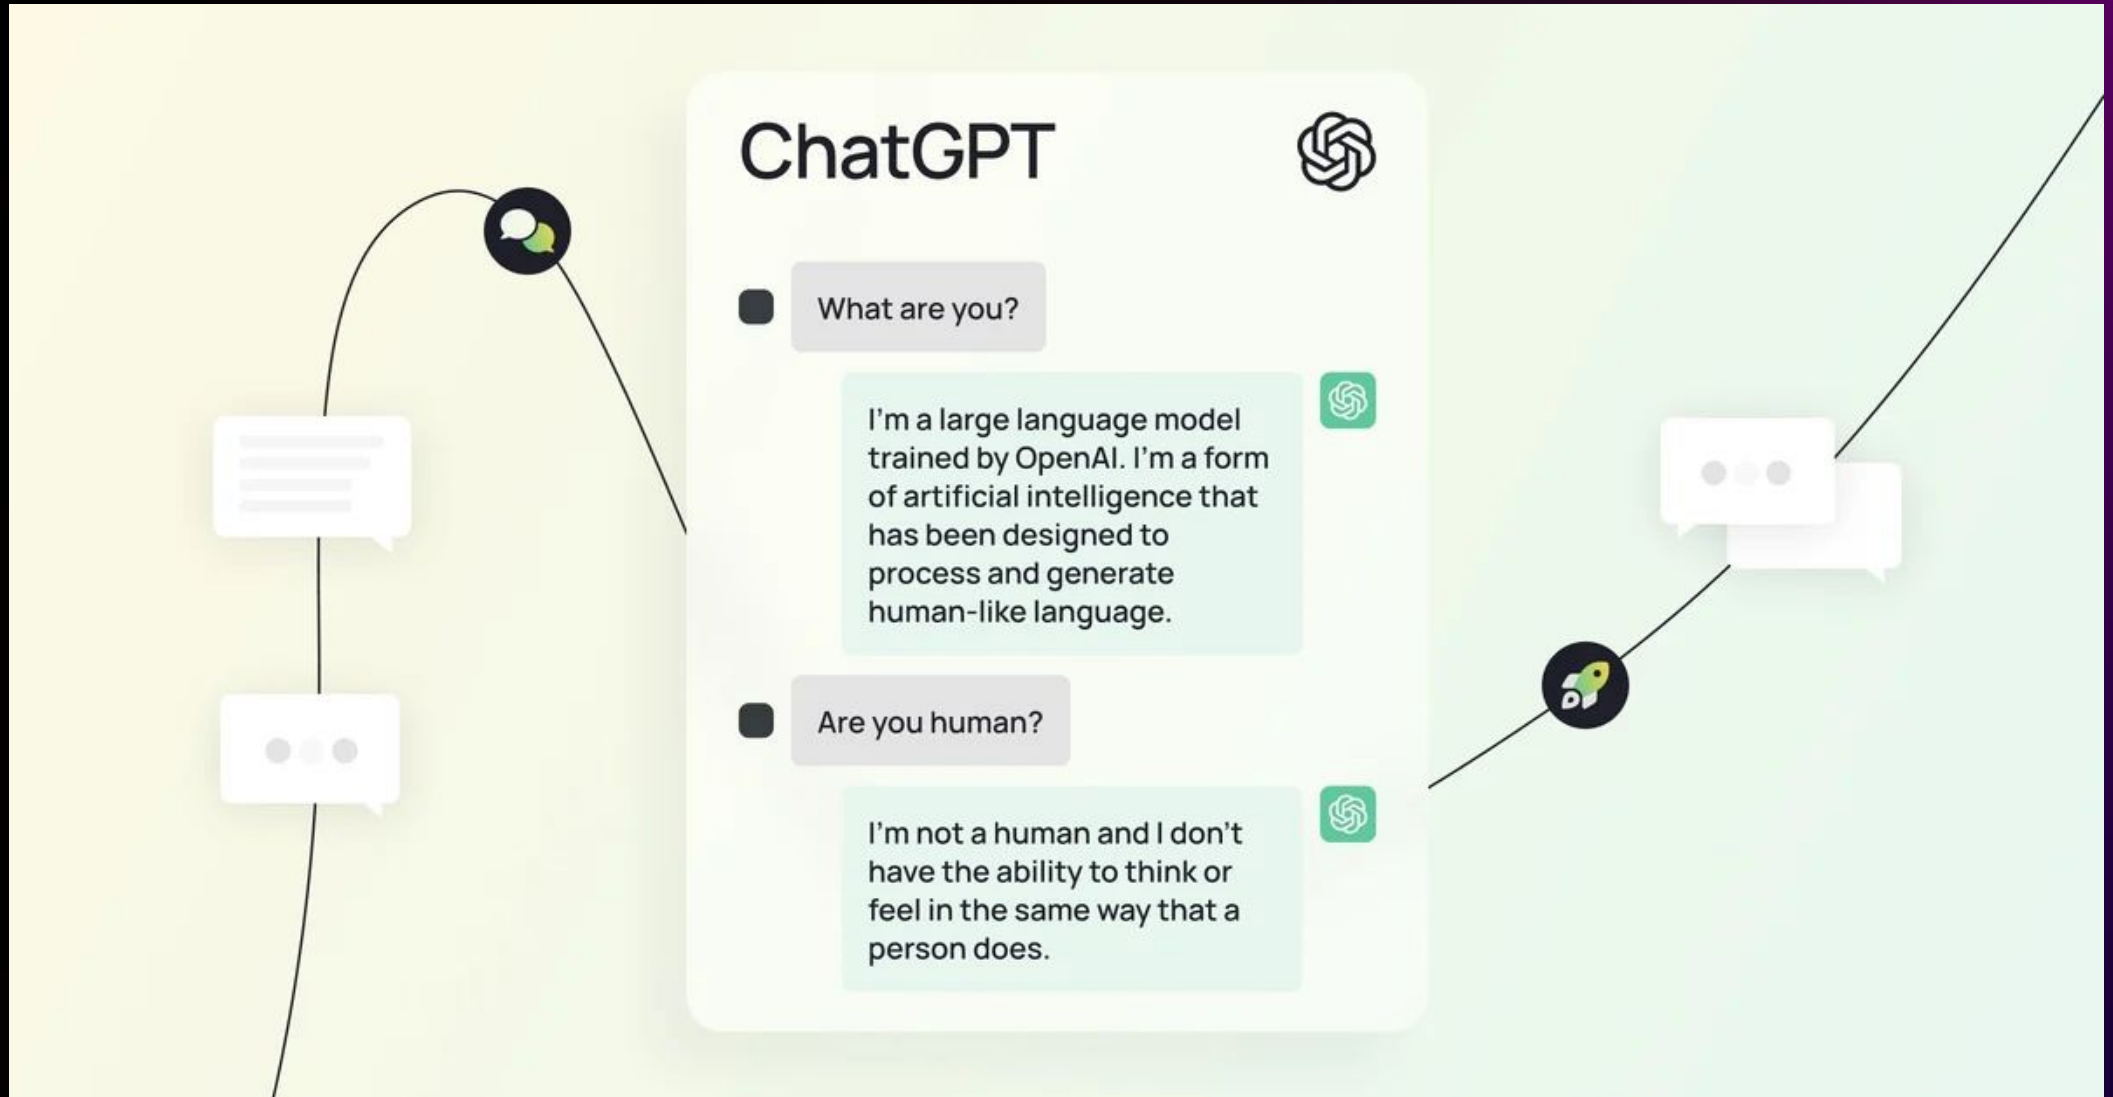 ChatGPT
What are you?
I’m a large language model
trained by OpenAI. I’m a form
of artificial intelligence that
has been designed to
process and generate
human-like language.
Are you human?
I’m not a human and I don’t
have the ability to think or
feel in the same way that a
person does.